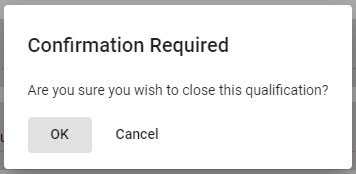 Confirmation Required
Are you sure you wish to close this qualification?
OK Cancel